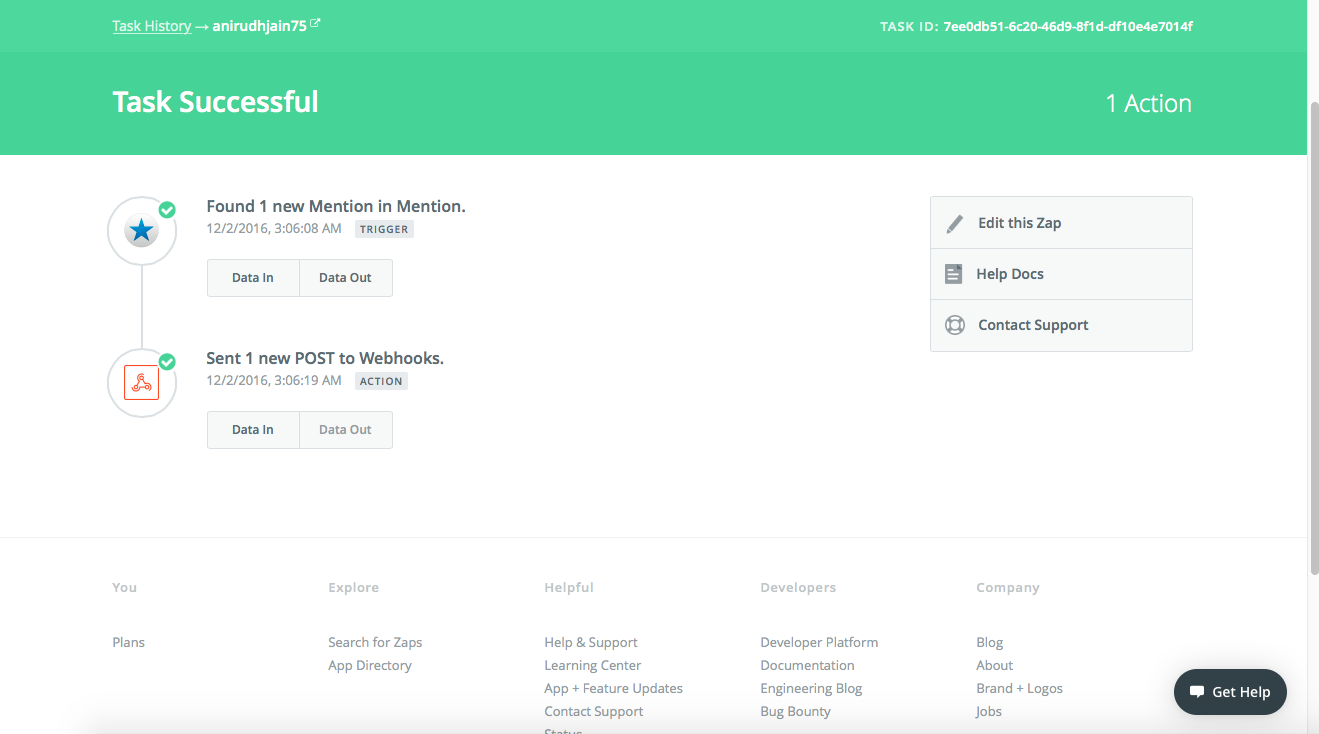 Task History → anirudhjain75
TASK ID: 7ee0db51-6c20-46d9-8f1d-df10e4e7014f
Task Successful
1 Action
Found 1 new Mention in Mention.
12/2/2016, 3:06:08 AM TRIGGER
Data In Data Out
Sent 1 new POST to Webhooks.
12/2/2016, 3:06:19 AM ACTION
Data In Data Out
Edit this Zap
Help Docs
Contact Support
You
Plans
Explore
Search for Zaps
App Directory
Helpful
Help & Support
Learning Center
App + Feature Updates
Contact Support
Status
Developers
Developer Platform
Documentation
Engineering Blog
Bug Bounty
Company
Blog
About
Brand + Logos
Jobs
Get Help